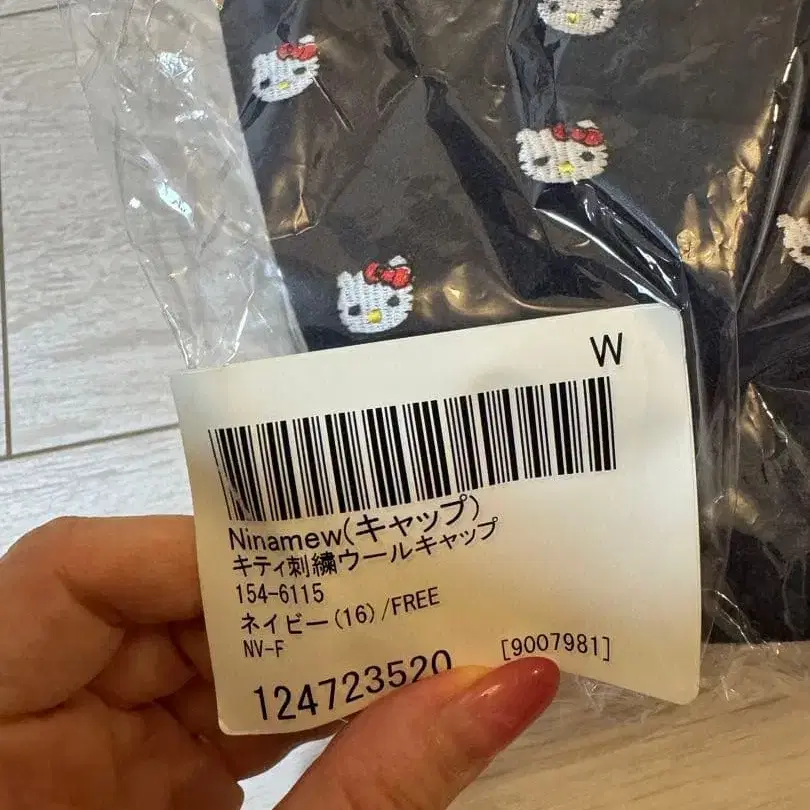 W
Ninamew(キャップ)
キティ刺繍ウールキャップ
154-6115
ネイビー(16)/FREE
NV-F
124723520 [9007981]